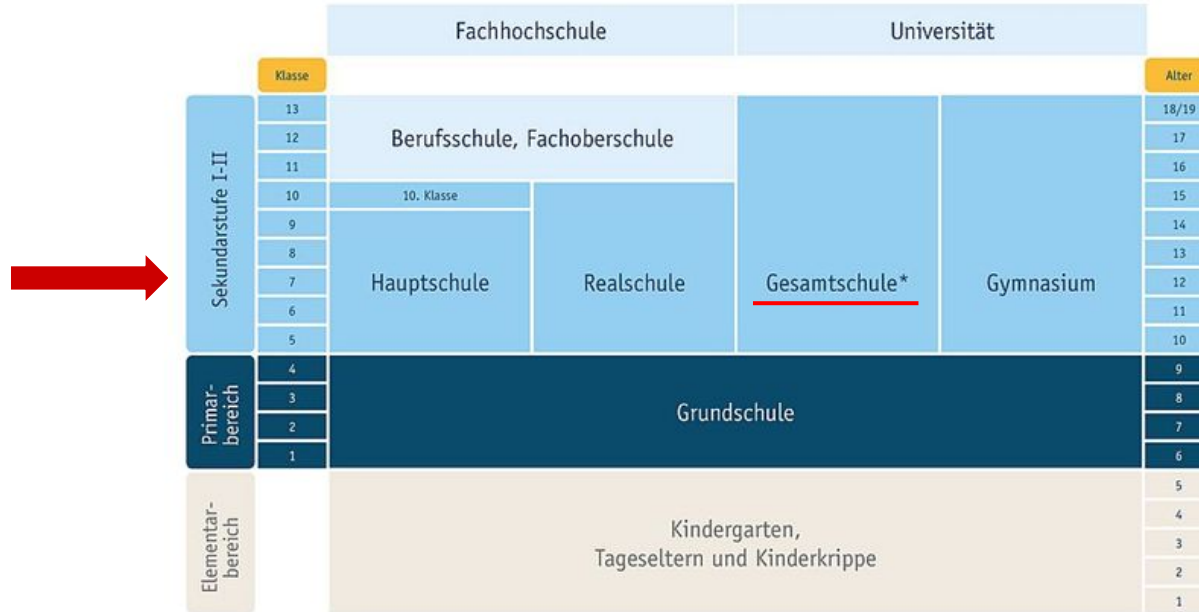 Fachhochschule
Universität
Klasse
Alter
Sekundarstufe I-II
13
18/19
12
Berufsschule, Fachoberschule
17
11
16
10
10. Klasse
15
9
14
8
13
7
Hauptschule
Realschule
Gesamtschule*
Gymnasium
12
6
11
5
10
Primar-
bereich
4
9
3
Grundschule
8
2
7
1
6
Elementar-
bereich
Kindergarten,
Tageseltern und Kinderkrippe
5
4
3
2
1